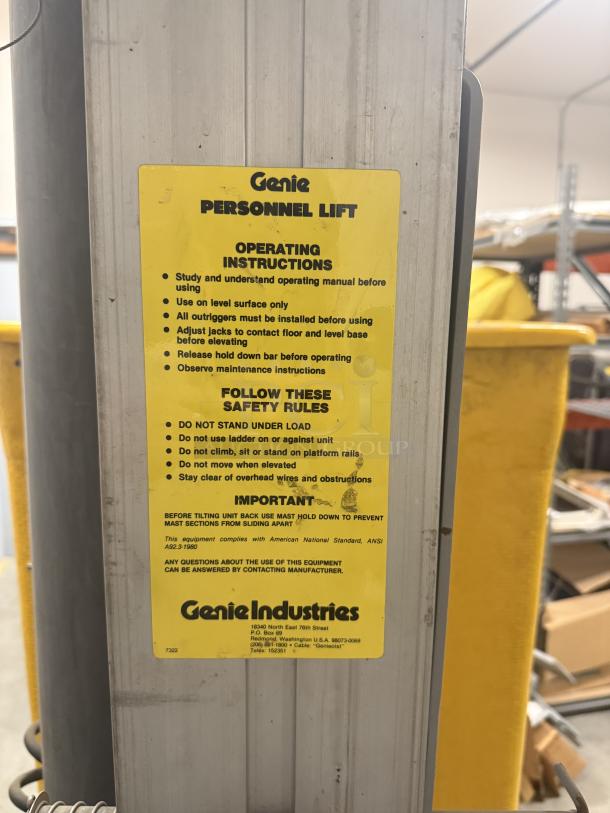 Genie
PERSONNEL LIFT
OPERATING
INSTRUCTIONS
● Study and understand operating manual before
using
● Use on level surface only
● All outriggers must be installed before using
● Adjust jacks to contact floor and level base
before elevating
● Release hold down bar before operating
● Observe maintenance instructions
FOLLOW THESE
SAFETY RULES
● DO NOT STAND UNDER LOAD
● Do not use ladder on or against unit
● Do not climb, sit or stand on platform rails
● Do not move when elevated
● Stay clear of overhead wires and obstructions
IMPORTANT
BEFORE TILTING UNIT BACK USE MAST HOLD DOWN TO PREVENT
MAST SECTIONS FROM SLIDING APART
This equipment complies with American National Standard, ANSI
A92.3-1980
ANY QUESTIONS ABOUT THE USE OF THIS EQUIPMENT
CAN BE ANSWERED BY CONTACTING MANUFACTURER.
Genie Industries
18340 North East 76th Street
P.O. Box 69
Redmond, Washington U.S.A. 98073-0069
(206) 881-1800 • Cable: "Genieoist"
7322 Telex: 152351
GROUP